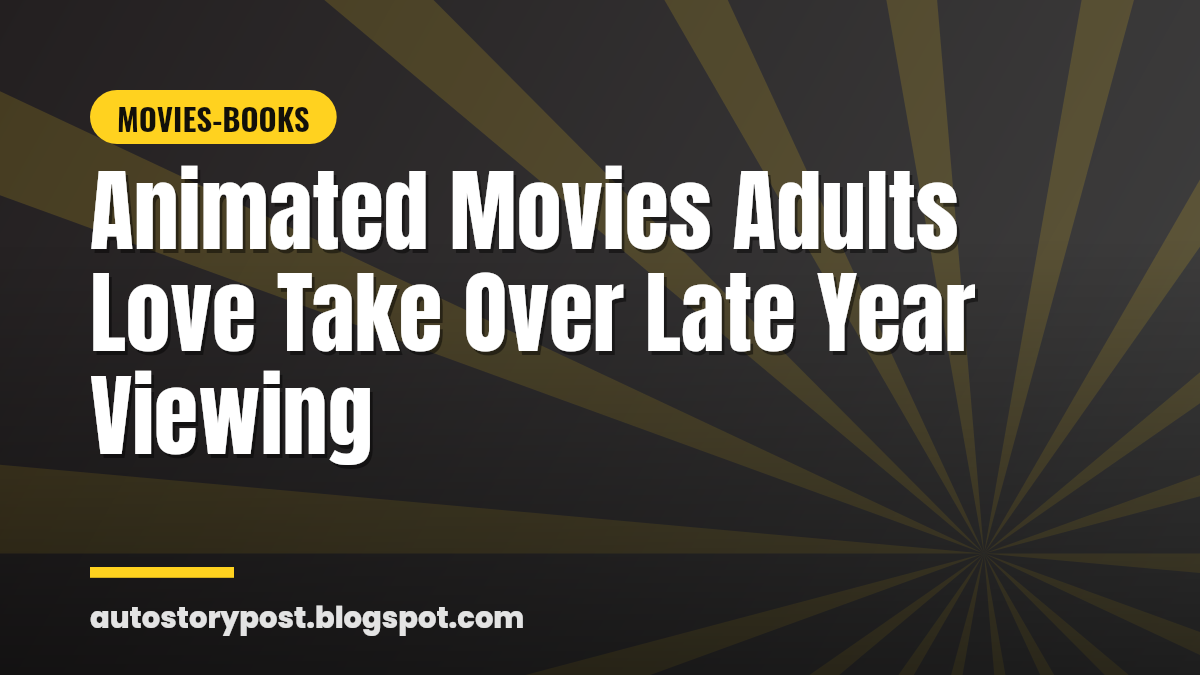 MOVIES-BOOKS
Animated Movies Adults
Love Take Over Late Year
Viewing
autostorypost.blogspot.com